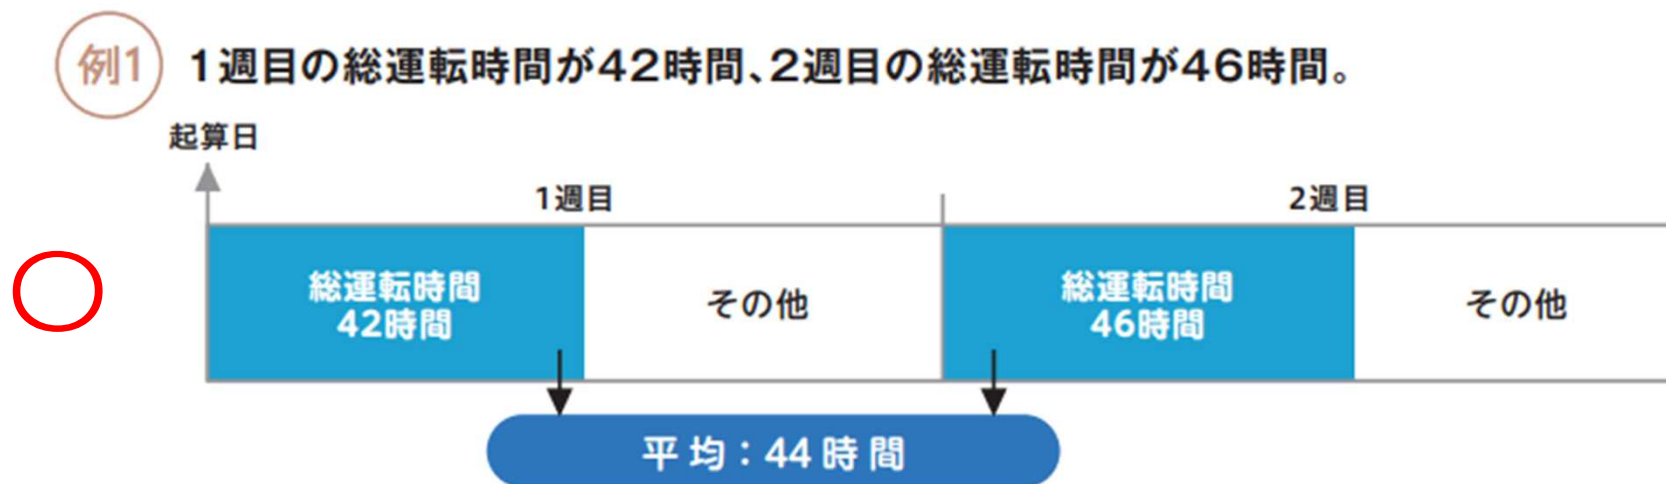 例1 1週目の総運転時間が42時間、2週目の総運転時間が46時間。
起算日
1週目
2週目
総運転時間
42時間
その他
総運転時間
46時間
その他
平均：44時間